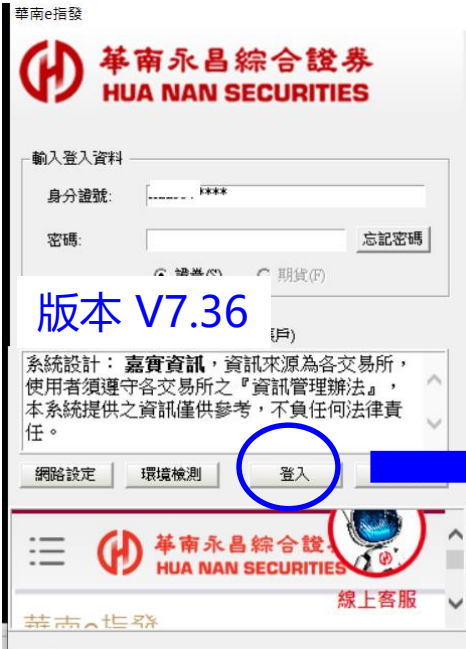 華南e指發
華南永昌綜合證券
HUA NAN SECURITIES
輸入登入資料
身分證號:
****
密碼:
忘記密碼
證券(S) 期貨(F)
版本 V7.36
戶)
系統設計： 嘉實資訊，資訊來源為各交易所，
使用者須遵守各交易所之『資訊管理辦法』，
本系統提供之資訊僅供參考，不負任何法律責
任。
網路設定 環境檢測 登入
華南永昌綜合證
HUA NAN SECURITIES
線上客服
華南e指發